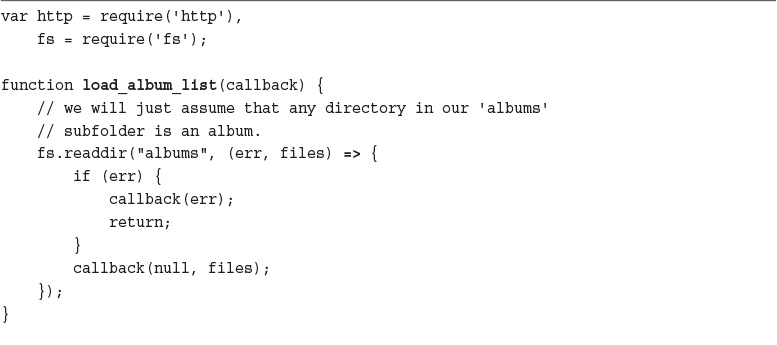 var http = require('http'),
    fs = require('fs');

function load_album_list(callback) {
    // we will just assume that any directory in our 'albums'
    // subfolder is an album.
    fs.readdir("albums", (err, files) => {
        if (err) {
            callback(err);
            return;
        }
        callback(null, files);
    });
}